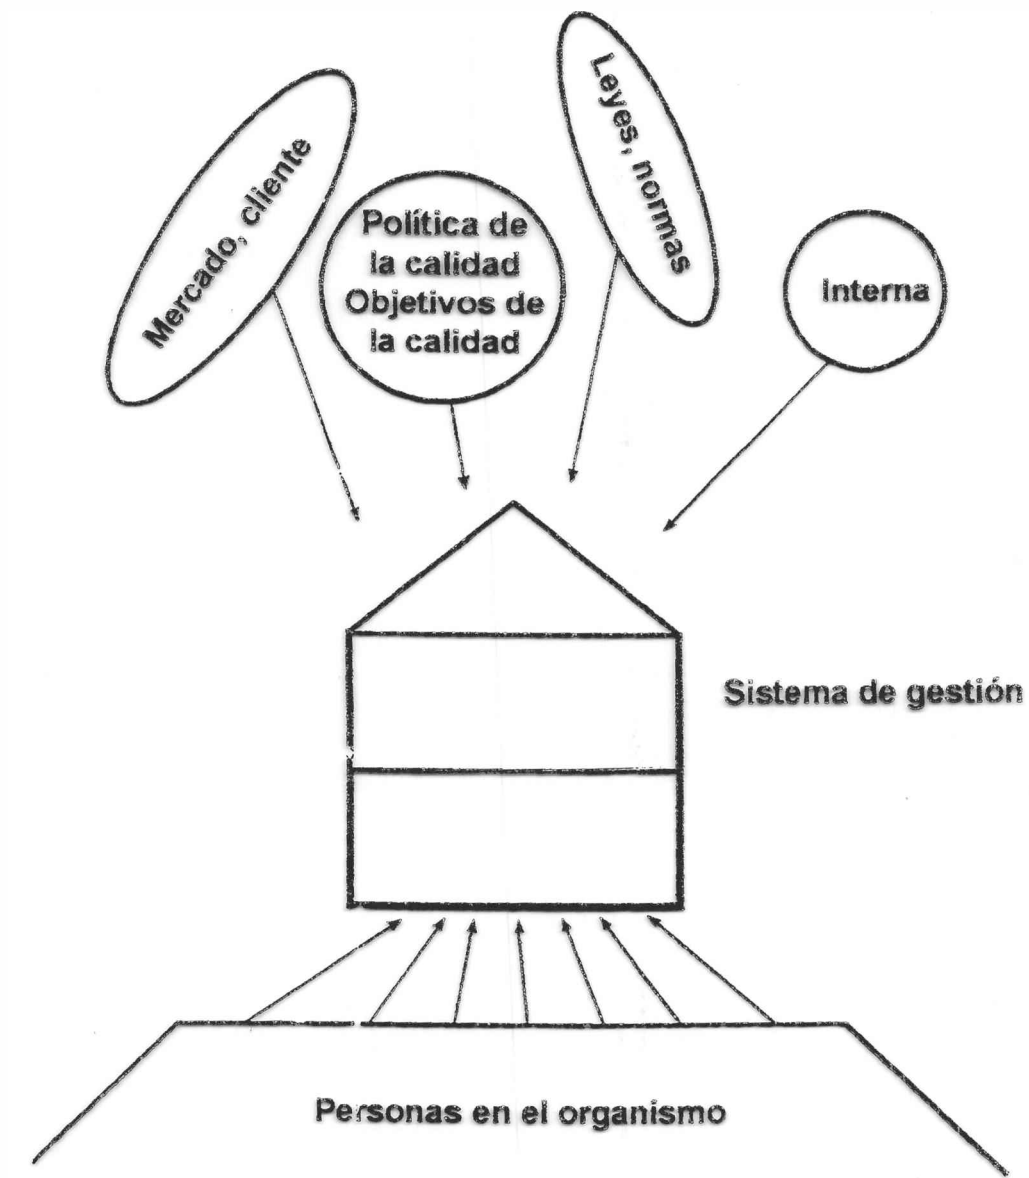 Mercado, cliente
Política de
la calidad
Objetivos de
la calidad
Leyes, normas
Interna
Sistema de gestión
Personas en el organismo